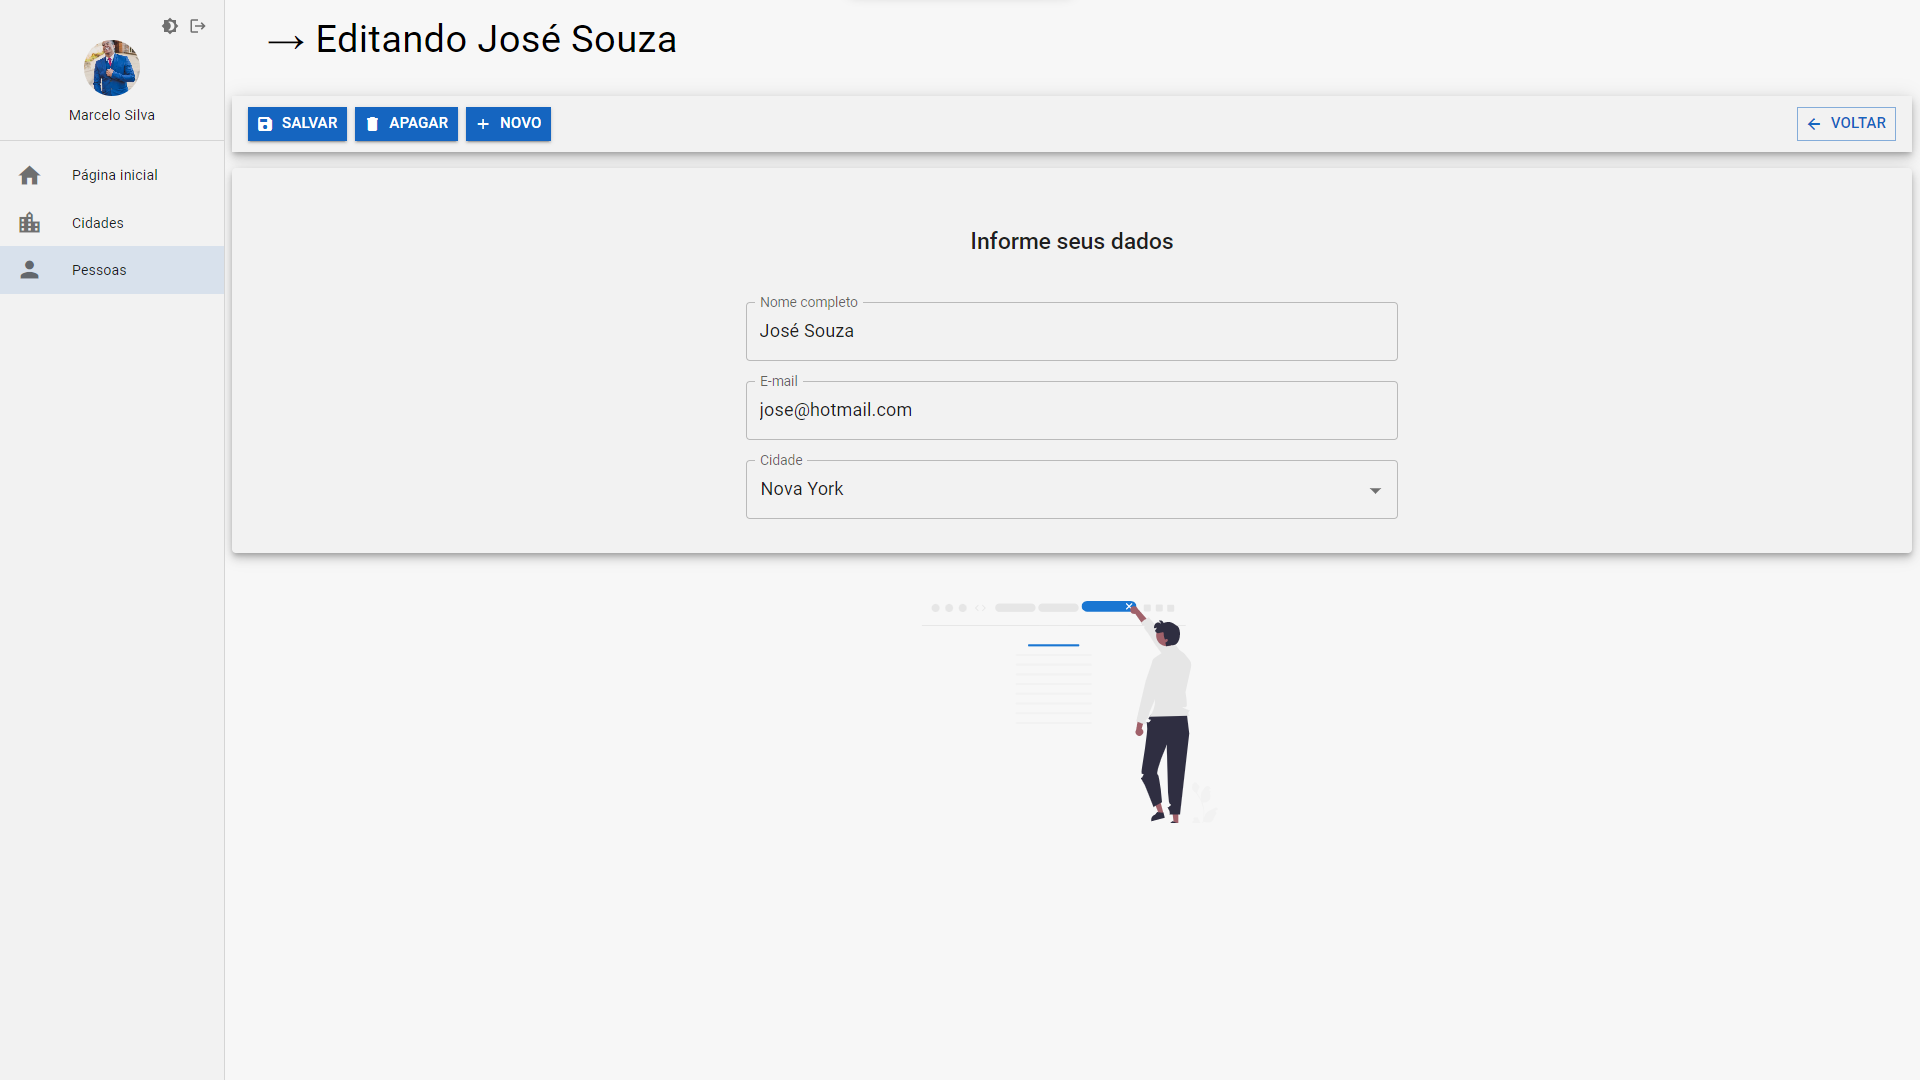 → Editando José Souza
Marcelo Silva
SALVAR
APAGAR
NOVO
VOLTAR
Página inicial
Cidades
Pessoas
Informe seus dados
Nome completo
José Souza
E-mail
jose@hotmail.com
Cidade
Nova York